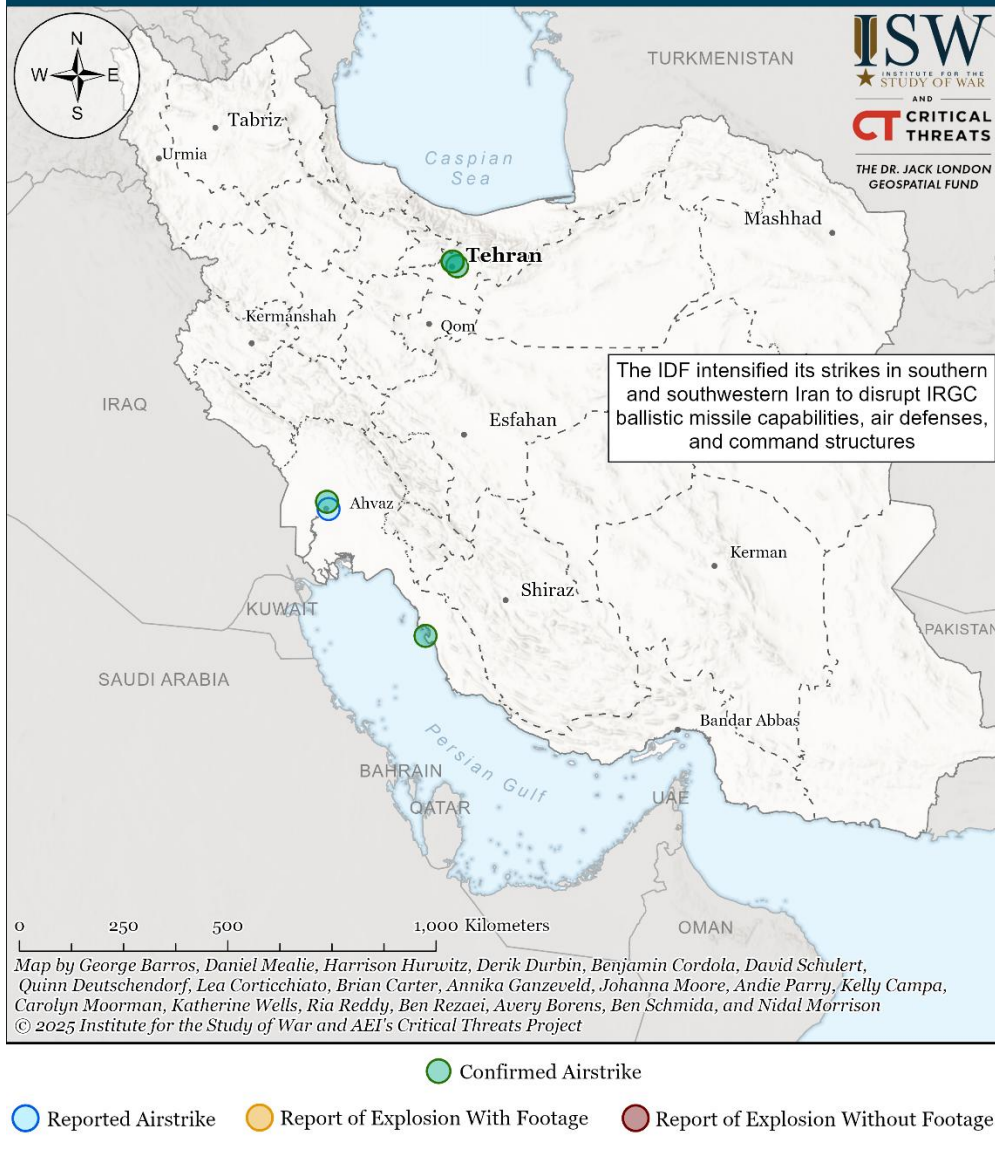 N
W
E
S
ISW
INSTITUTE FOR THE
STUDY OF WAR
AND
CT CRITICAL
THREATS
THE DR. JACK LONDON
GEOSPATIAL FUND
TURKMENISTAN
Tabriz
Urmia
Caspian
Sea
Mashhad
Tehran
Kermanshah
Qom
The IDF intensified its strikes in southern
and southwestern Iran to disrupt IRGC
ballistic missile capabilities, air defenses,
and command structures
IRAQ
Esfahan
Ahvaz
Kerman
Shiraz
KUWAIT
PAKISTAN
SAUDI ARABIA
Bandar Abbas
Persian Gulf
BAHRAIN
QATAR
UAE
OMAN
0 250 500 1,000 Kilometers
Map by George Barros, Daniel Mealie, Harrison Hurwitz, Derik Durbin, Benjamin Cordola, David Schulert,
Quinn Deutschendorf, Lea Corticchiato, Brian Carter, Annika Ganzeveld, Johanna Moore, Andie Parry, Kelly Campa,
Carolyn Moorman, Katherine Wells, Ria Reddy, Ben Rezaei, Avery Borens, Ben Schmida, and Nidal Morrison
© 2025 Institute for the Study of War and AEI's Critical Threats Project
Confirmed Airstrike
Reported Airstrike
Report of Explosion With Footage
Report of Explosion Without Footage